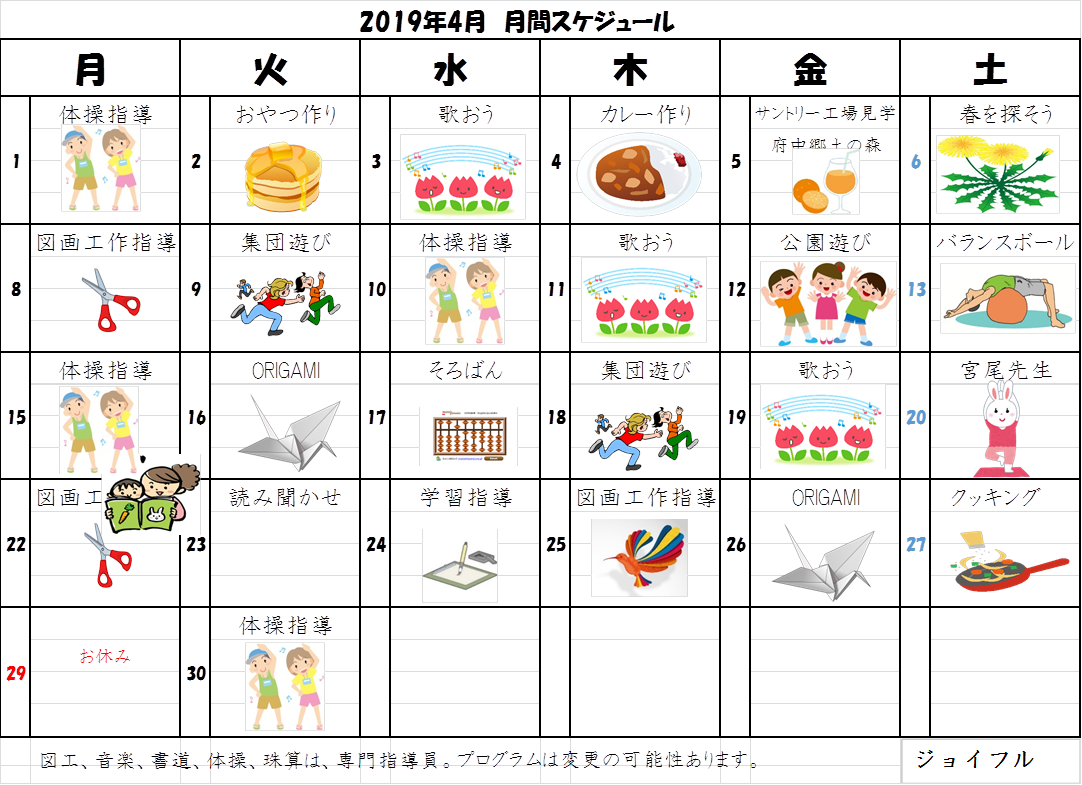 2019年4月 月間スケジュール
月 火 水 木 金 土
1 体操指導
2 おやつ作り
3 歌おう
4 カレー作り
5 サントリー工場見学
府中郷土の森
6 春を探そう
8 図画工作指導
9 集団遊び
10 体操指導
11 歌おう
12 公園遊び
13 バランスボール
15 体操指導
16 ORIGAMI
17 そろばん
18 集団遊び
19 歌おう
20 宮尾先生
22 図画工
23 読み聞かせ
24 学習指導
25 図画工作指導
26 ORIGAMI
27 クッキング
29 お休み
30 体操指導
図工、音楽、書道、体操、珠算は、専門指導員。プログラムは変更の可能性あります。
ジョイフル